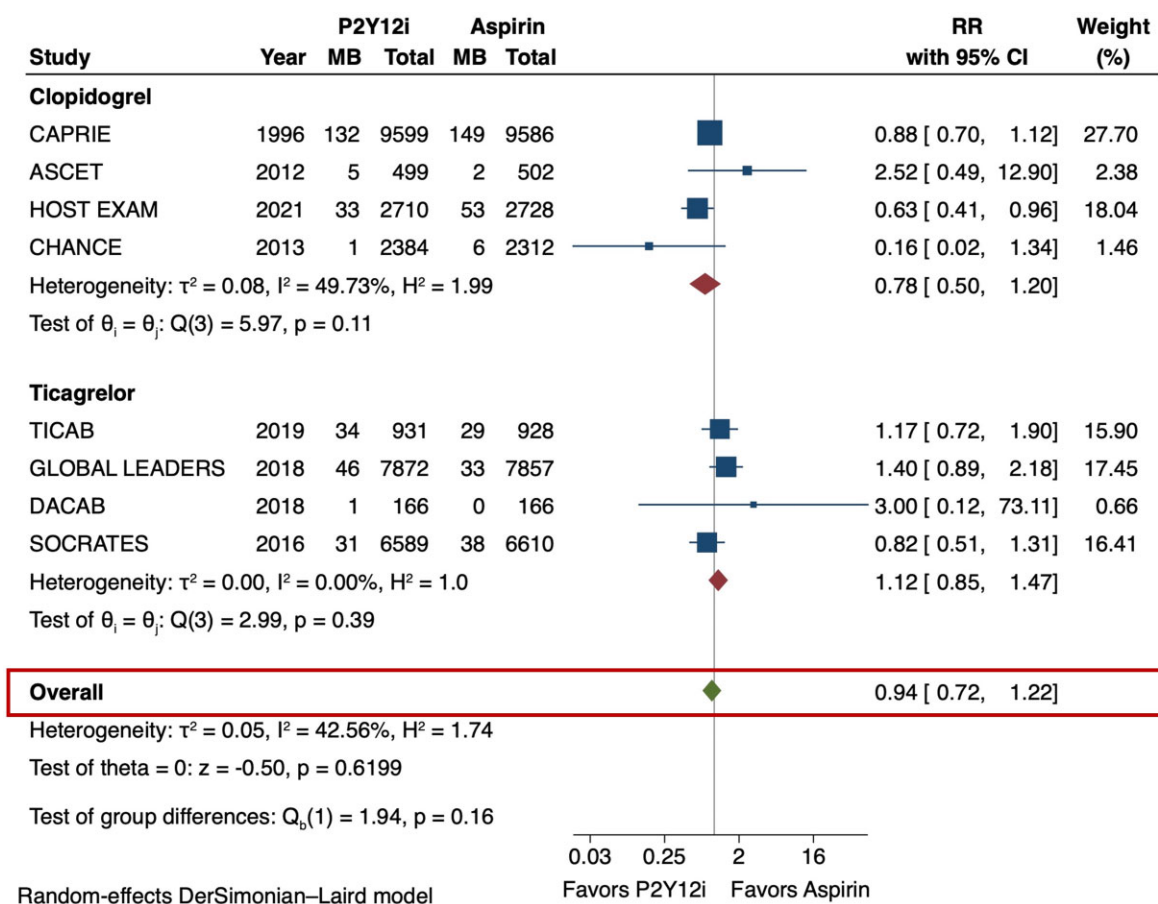 P2Y12i Aspirin RR Weight
Study Year MB Total MB Total with 95% CI (%)
Clopidogrel
CAPRIE 1996 132 9599 149 9586 0.88 [ 0.70, 1.12] 27.70
ASCET 2012 5 499 2 502 2.52 [ 0.49, 12.90] 2.38
HOST EXAM 2021 33 2710 53 2728 0.63 [ 0.41, 0.96] 18.04
CHANCE 2013 1 2384 6 2312 0.16 [ 0.02, 1.34] 1.46
Heterogeneity: τ² = 0.08, I² = 49.73%, H² = 1.99 0.78 [ 0.50, 1.20]
Test of θᵢ = θⱼ: Q(3) = 5.97, p = 0.11
Ticagrelor
TICAB 2019 34 931 29 928 1.17 [ 0.72, 1.90] 15.90
GLOBAL LEADERS 2018 46 7872 33 7857 1.40 [ 0.89, 2.18] 17.45
DACAB 2018 1 166 0 166 3.00 [ 0.12, 73.11] 0.66
SOCRATES 2016 31 6589 38 6610 0.82 [ 0.51, 1.31] 16.41
Heterogeneity: τ² = 0.00, I² = 0.00%, H² = 1.0 1.12 [ 0.85, 1.47]
Test of θᵢ = θⱼ: Q(3) = 2.99, p = 0.39
Overall 0.94 [ 0.72, 1.22]
Heterogeneity: τ² = 0.05, I² = 42.56%, H² = 1.74
Test of theta = 0: z = -0.50, p = 0.6199
Test of group differences: Q_b(1) = 1.94, p = 0.16
0.03 0.25 2 16
Favors P2Y12i Favors Aspirin
Random-effects DerSimonian–Laird model